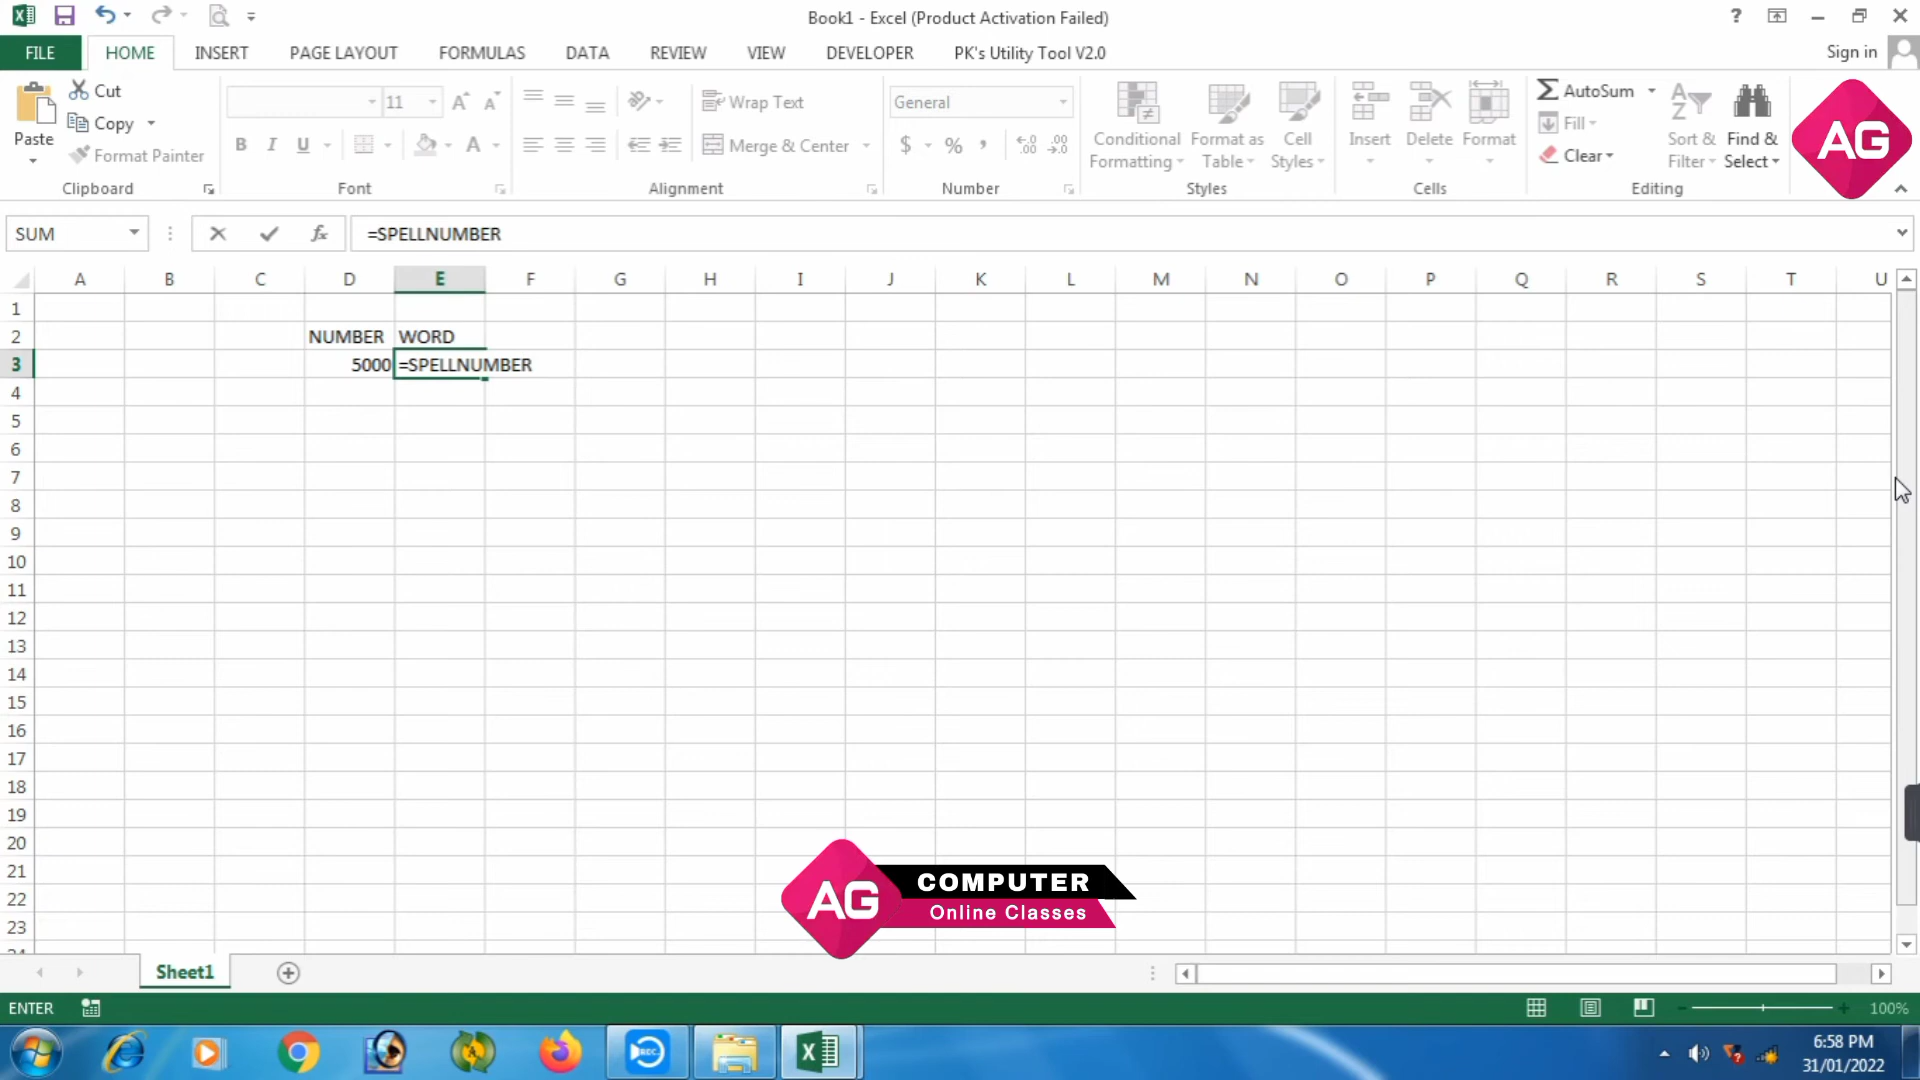 Book1 - Excel (Product Activation Failed)
?
FILE HOME INSERT PAGE LAYOUT FORMULAS DATA REVIEW VIEW DEVELOPER PK's Utility Tool V2.0 Sign in
Paste
Cut
Copy
Format Painter
Clipboard
11
B I U
Font
Wrap Text
Merge & Center
Alignment
General
$ % ,
Number
Conditional
Formatting
Format as
Table
Cell
Styles
Styles
Insert
Delete
Format
Cells
AutoSum
Fill
Clear
Sort &
Filter
Find &
Select
Editing
AG
SUM
fx
=SPELLNUMBER
A B C D E F G H I J K L M N O P Q R S T U
1
2 NUMBER WORD
3 5000 =SPELLNUMBER
4
5
6
7
8
9
10
11
12
13
14
15
16
17
18
19
20
21
22
23
AG
COMPUTER
Online Classes
Sheet1
ENTER
100%
REC
6:58 PM
31/01/2022